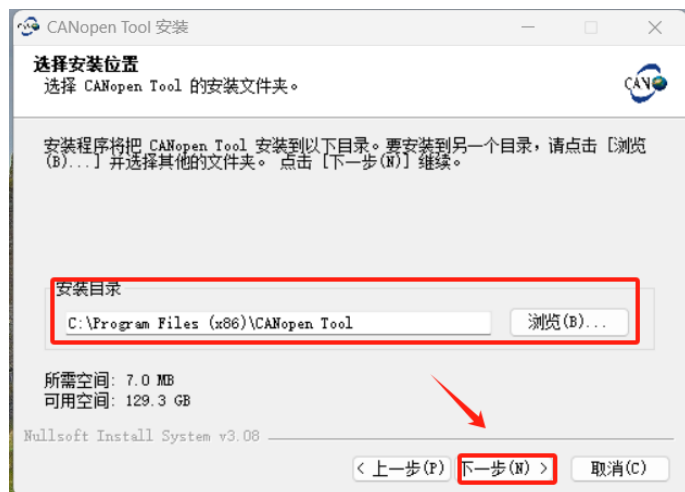 CANopen Tool 安装
选择安装位置
选择 CANopen Tool 的安装文件夹。
CAN
安装程序将把 CANopen Tool 安装到以下目录。要安装到另一个目录，请点击 [浏览
(B)...] 并选择其他的文件夹。 点击 [下一步(N)] 继续。
安装目录
C:\Program Files (x86)\CANopen Tool
浏览(B)...
所需空间: 7.0 MB
可用空间: 129.3 GB
Nullsoft Install System v3.08
< 上一步(P)
下一步(N) >
取消(C)